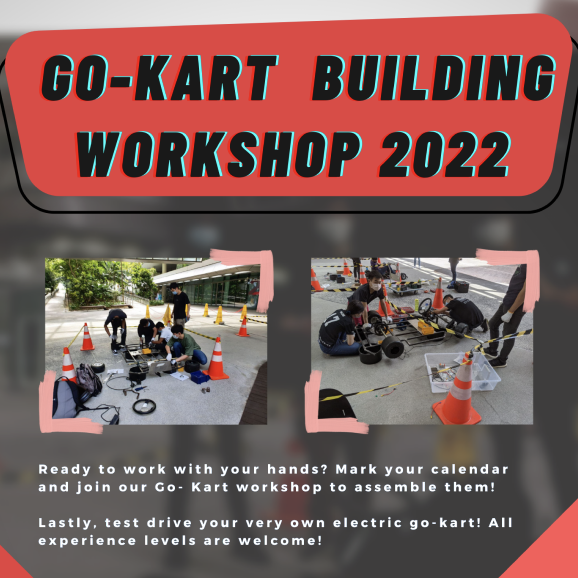 GO-KART BUILDING
WORKSHOP 2022
Ready to work with your hands? Mark your calendar
and join our Go- Kart workshop to assemble them!
Lastly, test drive your very own electric go-kart! All
experience levels are welcome!